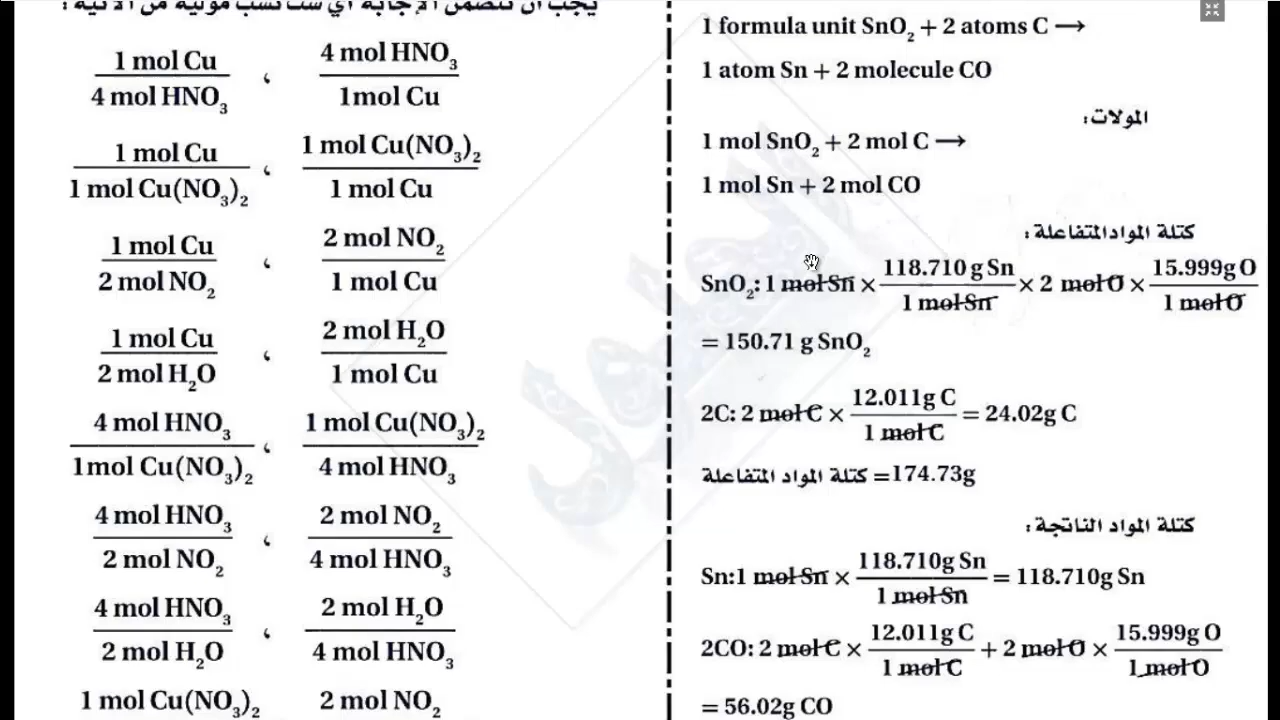 يجب أن تتضمن الإجابة أي ست نسب مولية من الآتية :
1 mol Cu / 4 mol HNO₃ ، 4 mol HNO₃ / 1mol Cu
1 mol Cu / 1 mol Cu(NO₃)₂ ، 1 mol Cu(NO₃)₂ / 1 mol Cu
1 mol Cu / 2 mol NO₂ ، 2 mol NO₂ / 1 mol Cu
1 mol Cu / 2 mol H₂O ، 2 mol H₂O / 1 mol Cu
4 mol HNO₃ / 1mol Cu(NO₃)₂ ، 1 mol Cu(NO₃)₂ / 4 mol HNO₃
4 mol HNO₃ / 2 mol NO₂ ، 2 mol NO₂ / 4 mol HNO₃
4 mol HNO₃ / 2 mol H₂O ، 2 mol H₂O / 4 mol HNO₃
1 mol Cu(NO₃)₂ 2 mol NO₂
1 formula unit SnO₂ + 2 atoms C →
1 atom Sn + 2 molecule CO
المولات:
1 mol SnO₂ + 2 mol C →
1 mol Sn + 2 mol CO
كتلة المواد المتفاعلة :
SnO₂: 1 mol Sn × 118.710 g Sn / 1 mol Sn × 2 mol O × 15.999g O / 1 mol O
= 150.71 g SnO₂
2C: 2 mol C × 12.011g C / 1 mol C = 24.02g C
كتلة المواد المتفاعلة =174.73g
كتلة المواد الناتجة :
Sn:1 mol Sn × 118.710g Sn / 1 mol Sn = 118.710g Sn
2CO: 2 mol C × 12.011g C / 1 mol C + 2 mol O × 15.999g O / 1 mol O
= 56.02g CO